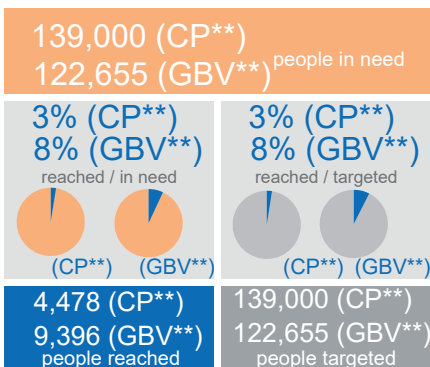 139,000 (CP**)
122,655 (GBV**) people in need
3% (CP**)
8% (GBV**)
reached / in need
(CP**) (GBV**)
3% (CP**)
8% (GBV**)
reached / targeted
(CP**) (GBV**)
4,478 (CP**)
9,396 (GBV**)
people reached
139,000 (CP**)
122,655 (GBV**)
people targeted